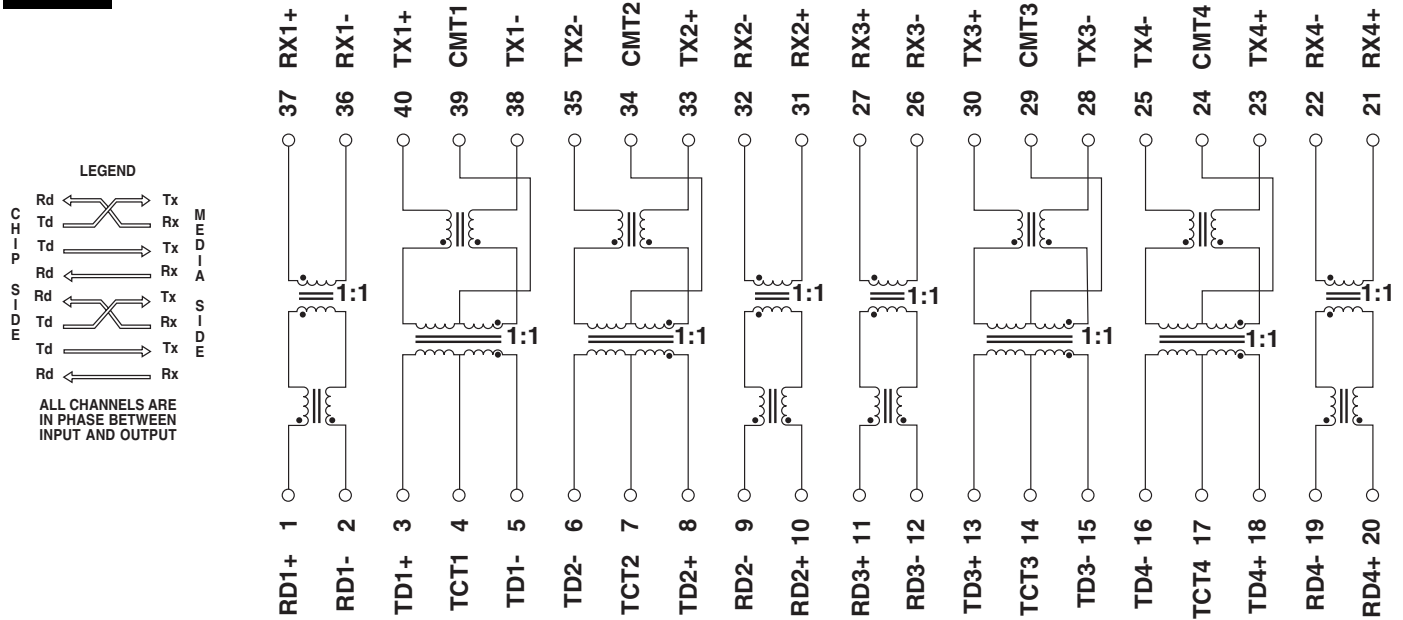 RX1+ RX1- TX1+ CMT1 TX1- TX2- CMT2 TX2+ RX2- RX2+ RX3+ RX3- TX3+ CMT3 TX3- TX4- CMT4 TX4+ RX4- RX4+
37 36 40 39 38 35 34 33 32 31 27 26 30 29 28 25 24 23 22 21
LEGEND
CHIP SIDE
MEDIA SIDE
Rd Tx
Td Rx
Td Tx
Rd Rx
Rd Tx
Td Rx
Td Tx
Rd Rx
ALL CHANNELS ARE
IN PHASE BETWEEN
INPUT AND OUTPUT
1:1 1:1 1:1 1:1 1:1 1:1 1:1 1:1
1 2 3 4 5 6 7 8 9 10 11 12 13 14 15 16 17 18 19 20
RD1+ RD1- TD1+ TCT1 TD1- TD2- TCT2 TD2+ RD2- RD2+ RD3+ RD3- TD3+ TCT3 TD3- TD4- TCT4 TD4+ RD4- RD4+